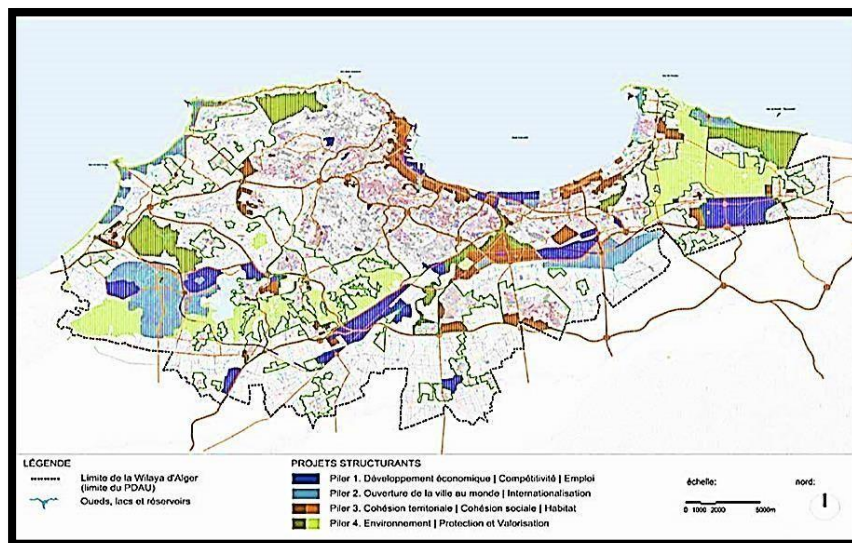 LÉGENDE
Limite de la Wilaya d'Alger
(limite du PDAU)
Oueds, lacs et réservoirs
PROJETS STRUCTURANTS
Pilier 1. Développement économique | Compétitivité | Emploi
Pilier 2. Ouverture de la ville au monde | Internationalisation
Pilier 3. Cohésion territoriale | Cohésion sociale | Habitat
Pilier 4. Environnement | Protection et Valorisation
échelle:
0 1000 2000 5000m
nord: